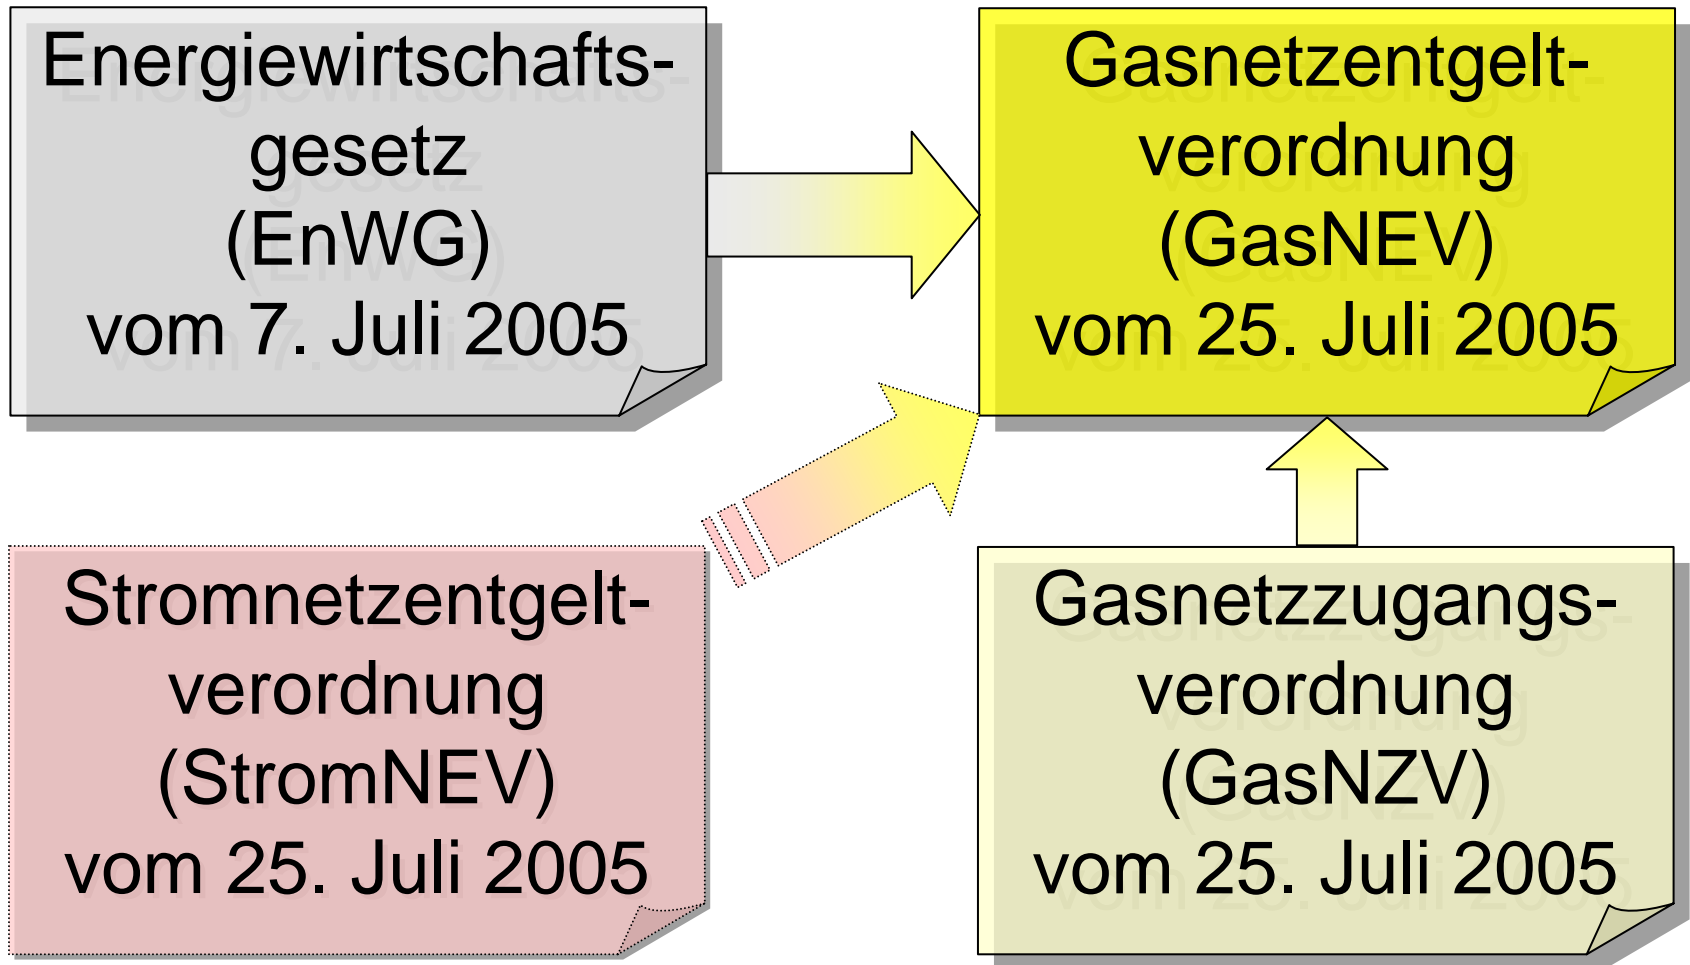 Energiewirtschafts-
gesetz
(EnWG)
vom 7. Juli 2005
Gasnetzentgelt-
verordnung
(GasNEV)
vom 25. Juli 2005
Stromnetzentgelt-
verordnung
(StromNEV)
vom 25. Juli 2005
Gasnetzzugangs-
verordnung
(GasNZV)
vom 25. Juli 2005